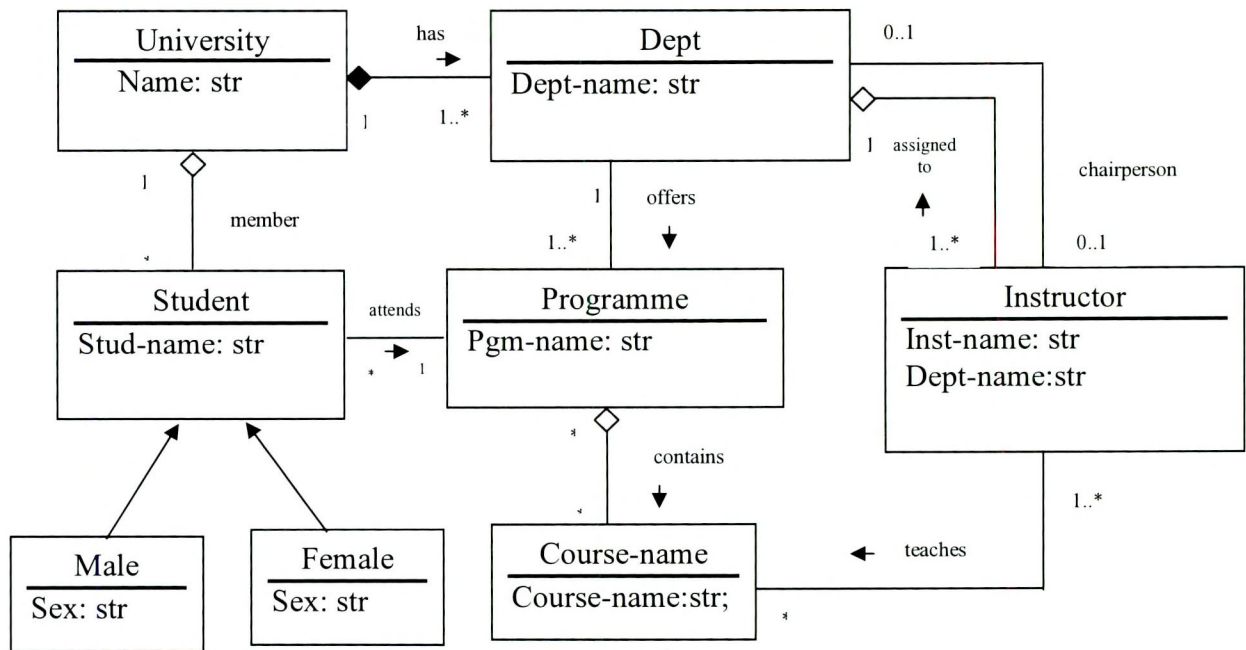 University
Name: str
has
1
1..*
Dept
Dept-name: str
0..1
1
assigned
to
1..*
chairperson
0..1
1
member
*
1
offers
1..*
Student
Stud-name: str
attends
*
1
Programme
Pgm-name: str
Instructor
Inst-name: str
Dept-name:str
*
contains
*
1..*
teaches
*
Male
Sex: str
Female
Sex: str
Course-name
Course-name:str;